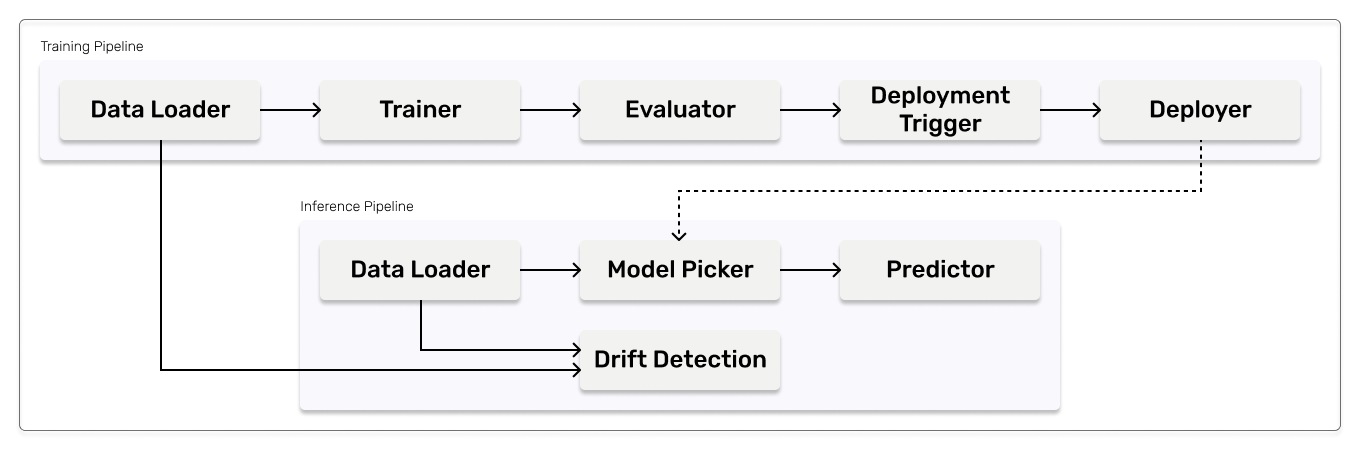 Training Pipeline
Data Loader
Trainer
Evaluator
Deployment
Trigger
Deployer
Inference Pipeline
Data Loader
Model Picker
Predictor
Drift Detection